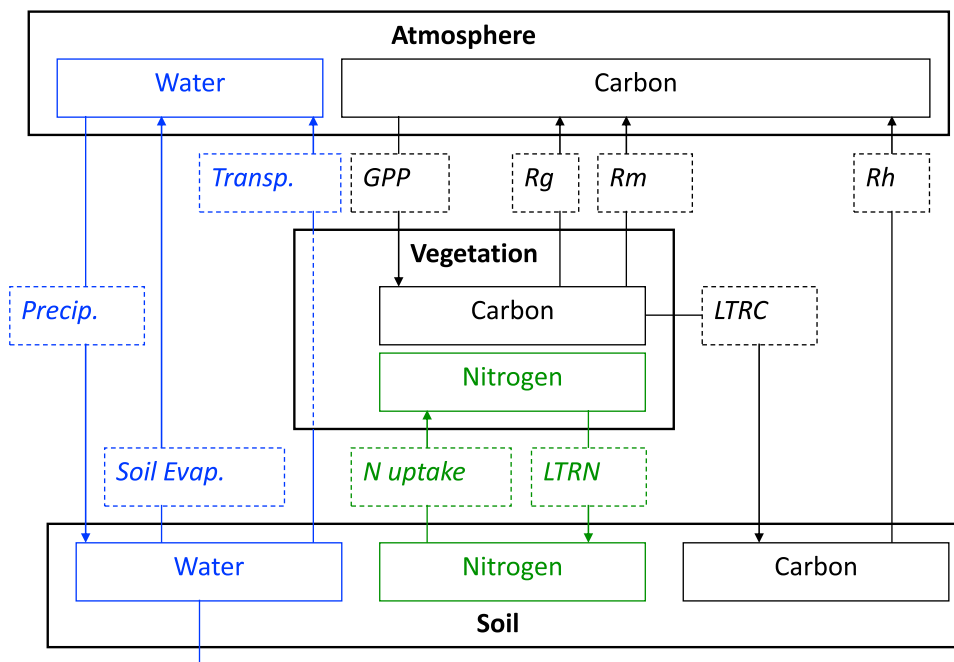 Atmosphere
Water
Carbon
Transp.
GPP
Rg
Rm
Rh
Vegetation
Precip.
Carbon
LTRC
Nitrogen
Soil Evap.
N uptake
LTRN
Water
Nitrogen
Carbon
Soil